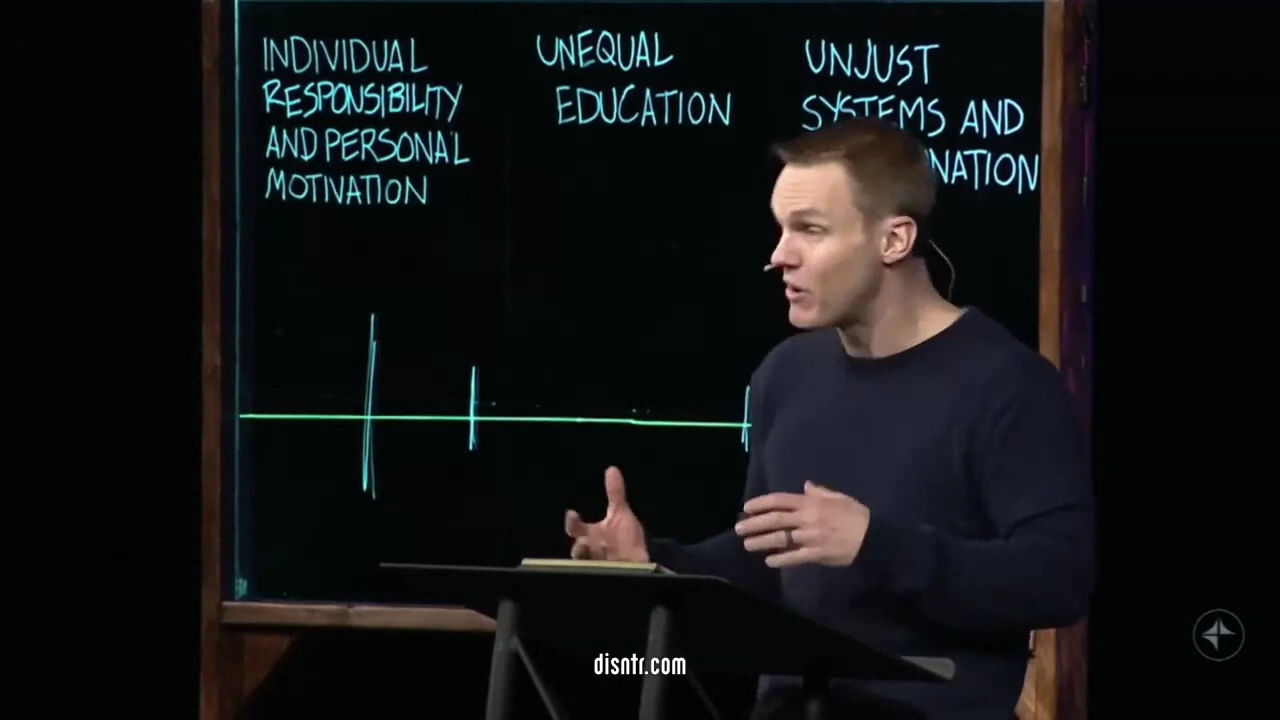 INDIVIDUAL
RESPONSIBILITY
AND PERSONAL
MOTIVATION
UNEQUAL
EDUCATION
UNJUST
SYSTEMS AND
disntr.com